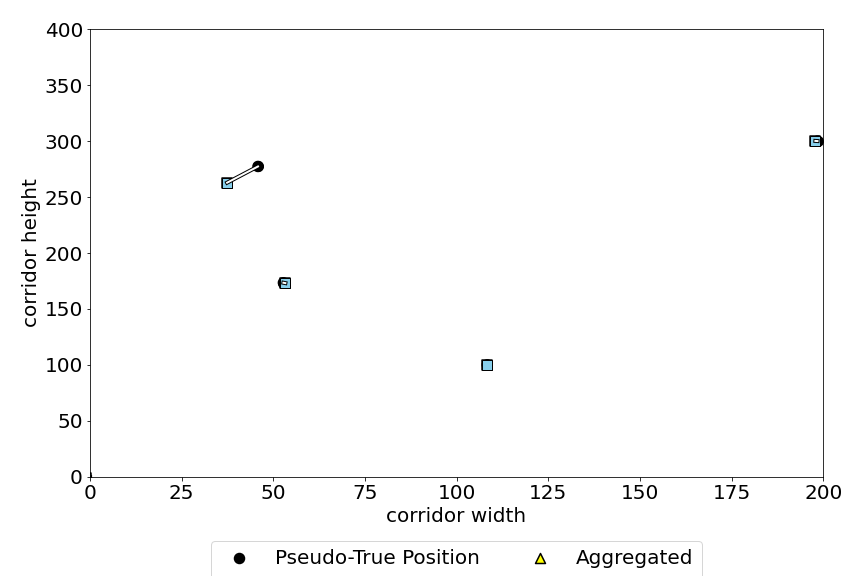 400
350
300
250
200
150
100
50
0
corridor height
0 25 50 75 100 125 150 175 200
corridor width
Pseudo-True Position Aggregated